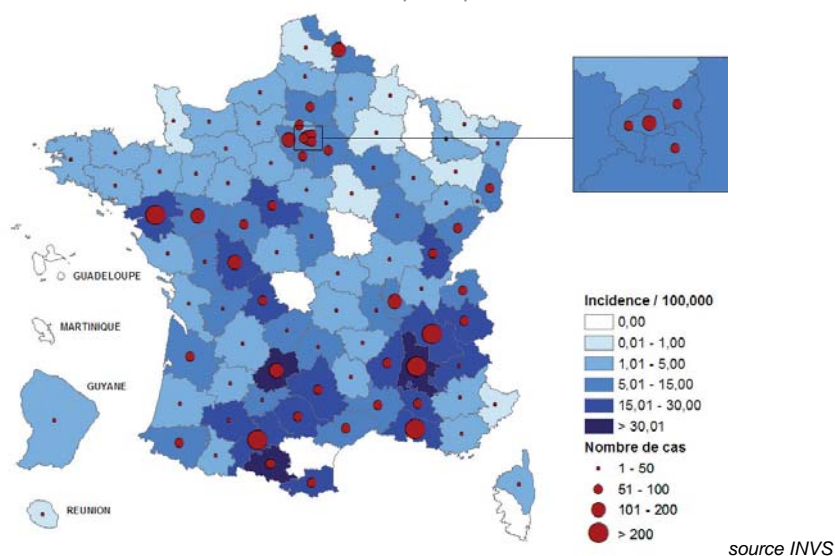 GUADELOUPE
MARTINIQUE
GUYANE
REUNION
Incidence / 100,000
0,00
0,01 - 1,00
1,01 - 5,00
5,01 - 15,00
15,01 - 30,00
> 30,01
Nombre de cas
1 - 50
51 - 100
101 - 200
> 200
source INVS